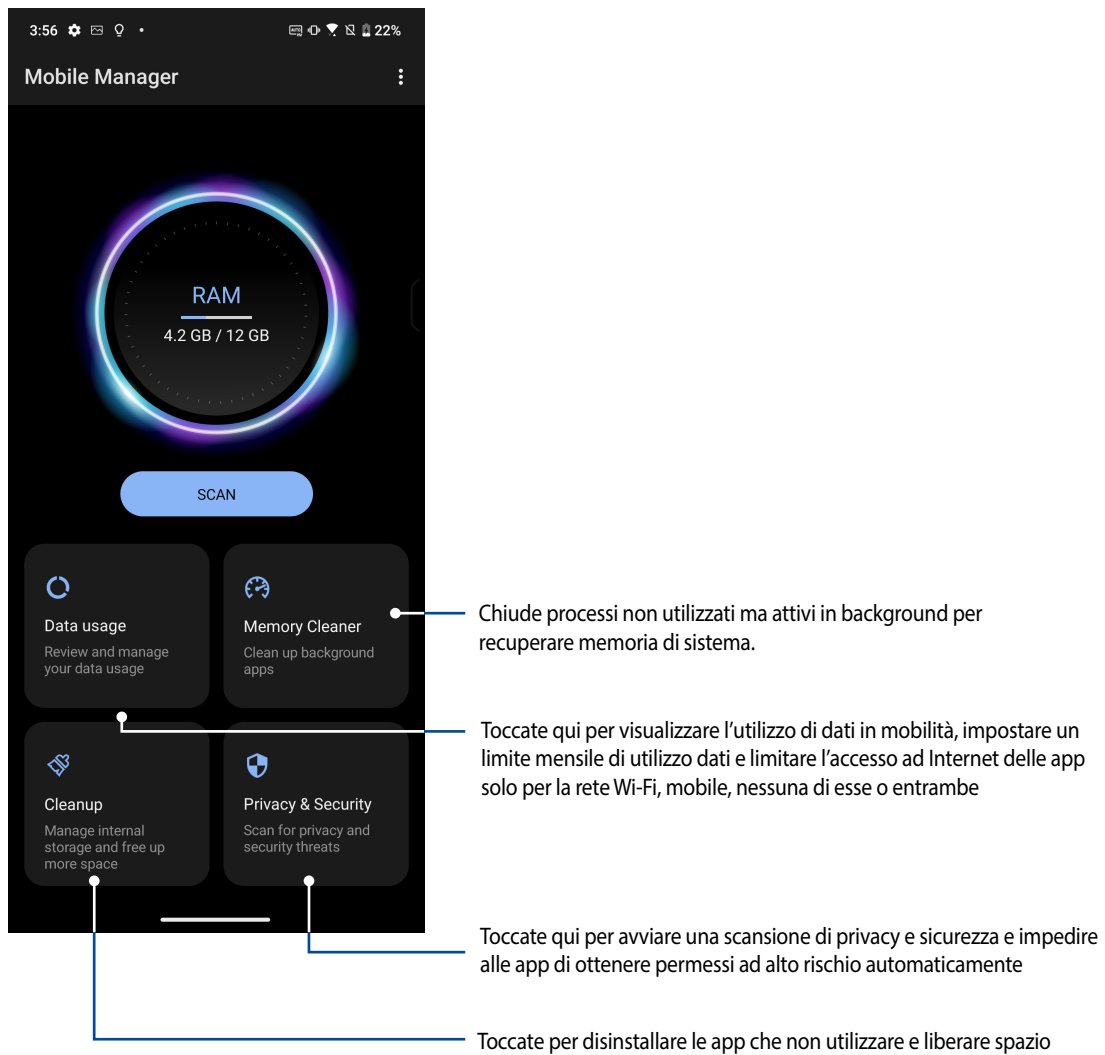 3:56
22%
Mobile Manager
RAM
4.2 GB / 12 GB
SCAN
Data usage
Review and manage
your data usage
Memory Cleaner
Clean up background
apps
Chiude processi non utilizzati ma attivi in background per
recuperare memoria di sistema.
Toccate qui per visualizzare l'utilizzo di dati in mobilità, impostare un
limite mensile di utilizzo dati e limitare l'accesso ad Internet delle app
solo per la rete Wi-Fi, mobile, nessuna di esse o entrambe
Cleanup
Manage internal
storage and free up
more space
Privacy & Security
Scan for privacy and
security threats
Toccate qui per avviare una scansione di privacy e sicurezza e impedire
alle app di ottenere permessi ad alto rischio automaticamente
Toccate per disinstallare le app che non utilizzare e liberare spazio